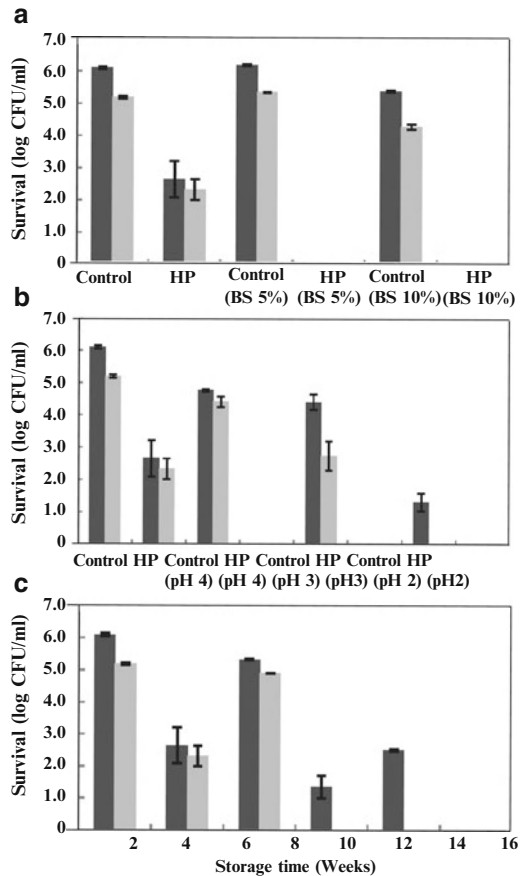 a
7.0
6.0
5.0
4.0
3.0
2.0
1.0
0
Survival (log CFU/ml)
Control HP Control HP Control HP
(BS 5%) (BS 5%) (BS 10%) (BS 10%)
b
7.0
6.0
5.0
4.0
3.0
2.0
1.0
0
Survival (log CFU/ml)
Control HP Control HP Control HP Control HP
(pH 4) (pH 4) (pH 3) (pH3) (pH 2) (pH2)
c
7.0
6.0
5.0
4.0
3.0
2.0
1.0
0
Survival (log CFU/ml)
2 4 6 8 10 12 14 16
Storage time (Weeks)